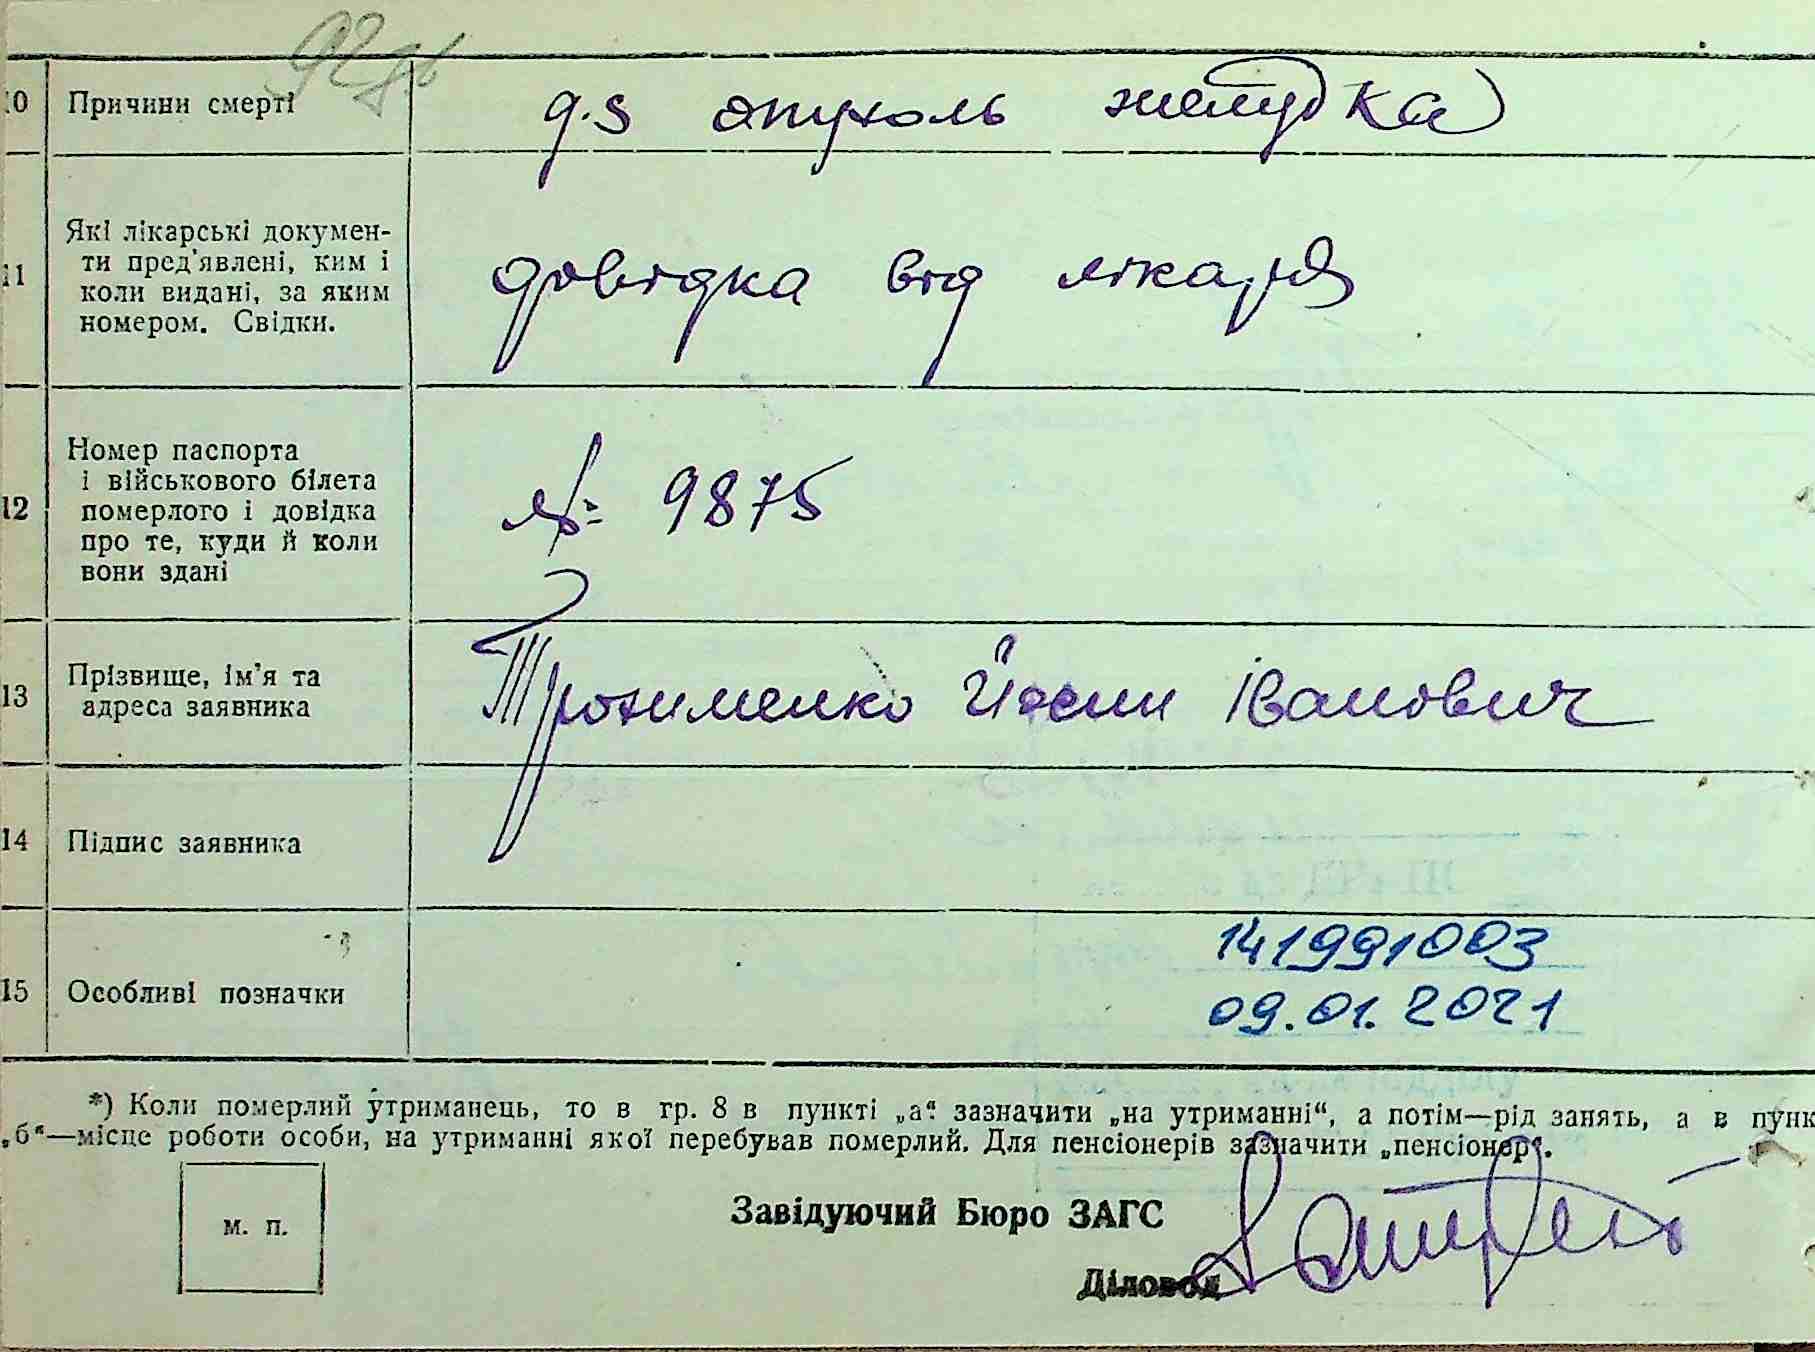 10 Причини смерті д.s опухоль желудка
11 Які лікарські докумен-
ти пред'явлені, ким і
коли видані, за яким
номером. Свідки.
довідка від лікаря
12 Номер паспорта
і військового білета
померлого і довідка
про те, куди й коли
вони здані
№ 9875
13 Прізвище, ім'я та
адреса заявника
Трохименко Йосип Іванович
14 Підпис заявника
15 Особливі позначки
141991003
09.01.2021
*) Коли померлий утриманець, то в гр. 8 в пункті „а“ зазначити „на утриманні“, а потім—рід занять, а в пунк
„б“—місце роботи особи, на утриманні якої перебував померлий. Для пенсіонерів зазначити „пенсіонер“.
м. п.
Завідуючий Бюро ЗАГС
Діловод